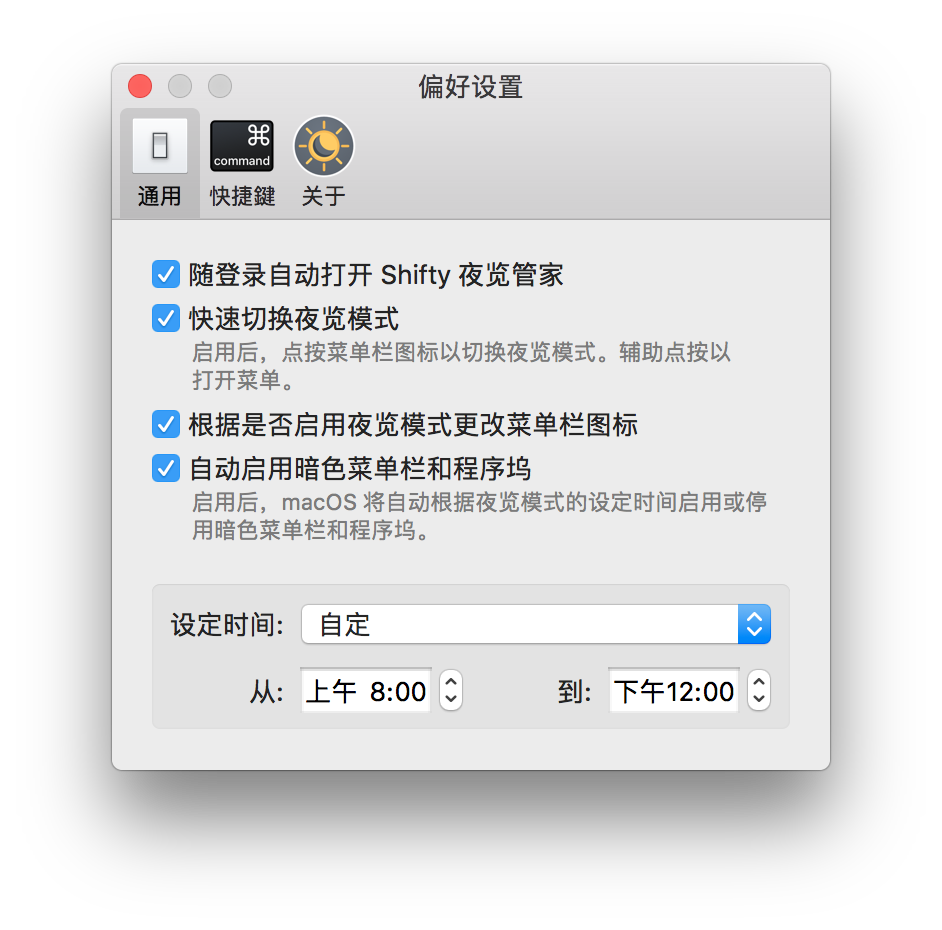 偏好设置
⌘
command
通用
快捷鍵
关于
随登录自动打开 Shifty 夜览管家
快速切换夜览模式
启用后，点按菜单栏图标以切换夜览模式。辅助点按以
打开菜单。
根据是否启用夜览模式更改菜单栏图标
自动启用暗色菜单栏和程序坞
启用后，macOS 将自动根据夜览模式的设定时间启用或停
用暗色菜单栏和程序坞。
设定时间: 自定
从: 上午 8:00 到: 下午12:00